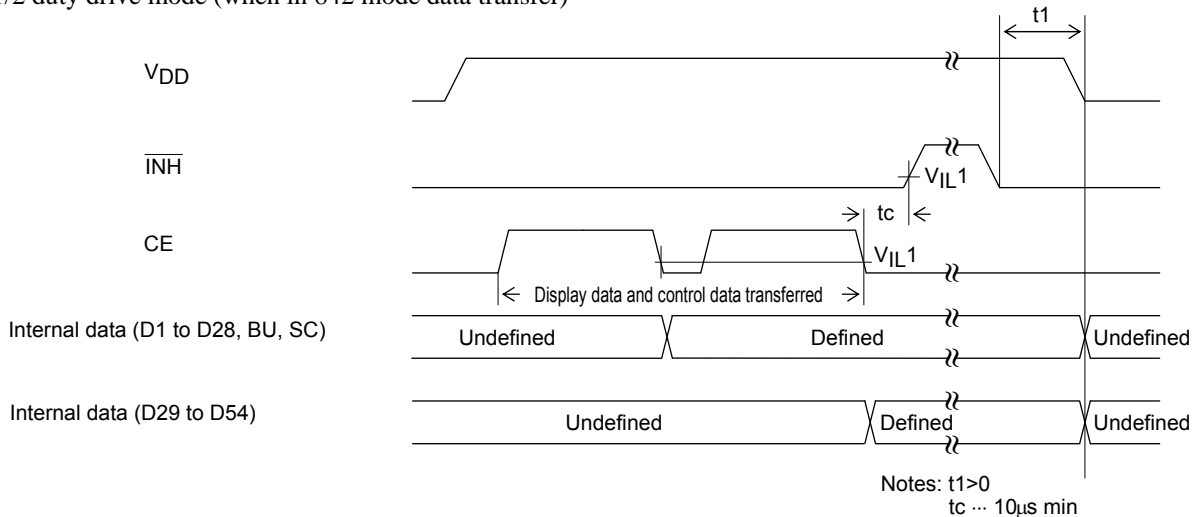 1/2 duty drive mode (when in 842 mode data transfer)
t1
VDD
INH
VIL1
tc
CE
VIL1
Display data and control data transferred
Internal data (D1 to D28, BU, SC)
Undefined
Defined
Undefined
Internal data (D29 to D54)
Undefined
Defined
Undefined
Notes: t1>0
tc ··· 10μs min